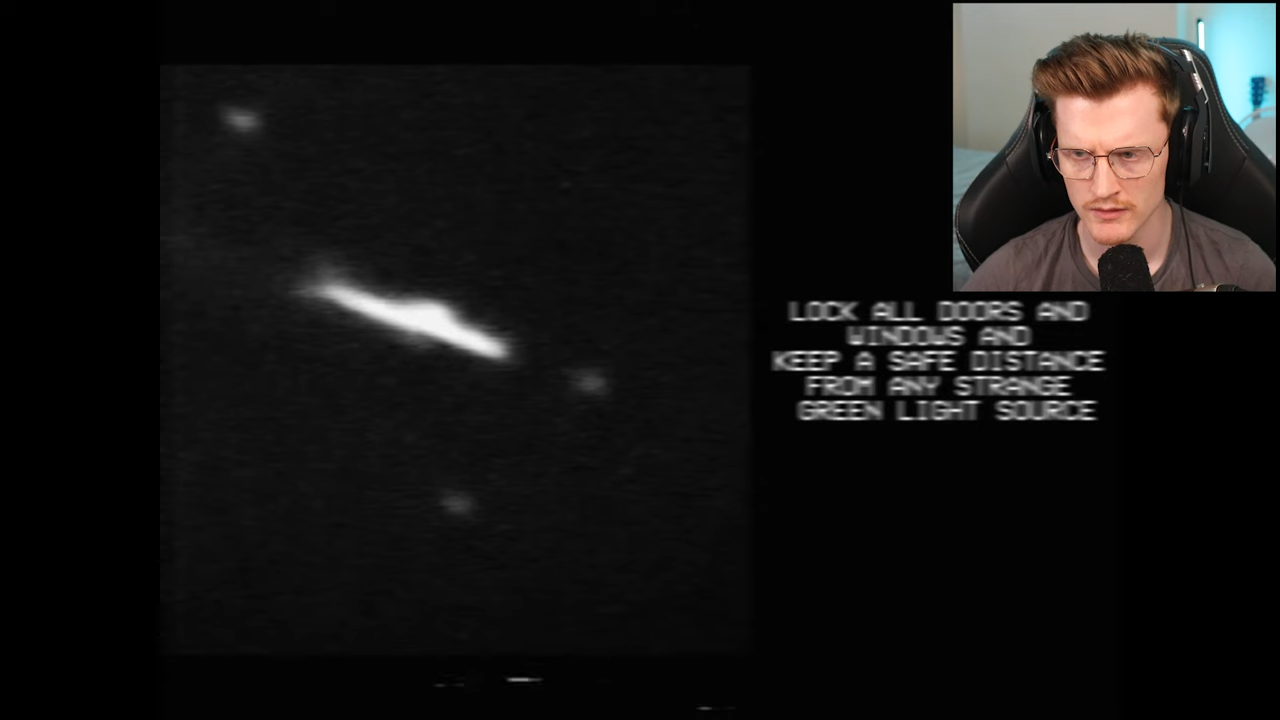 LOCK ALL DOORS AND
WINDOWS AND
KEEP A SAFE DISTANCE
FROM ANY STRANGE
GREEN LIGHT SOURCE